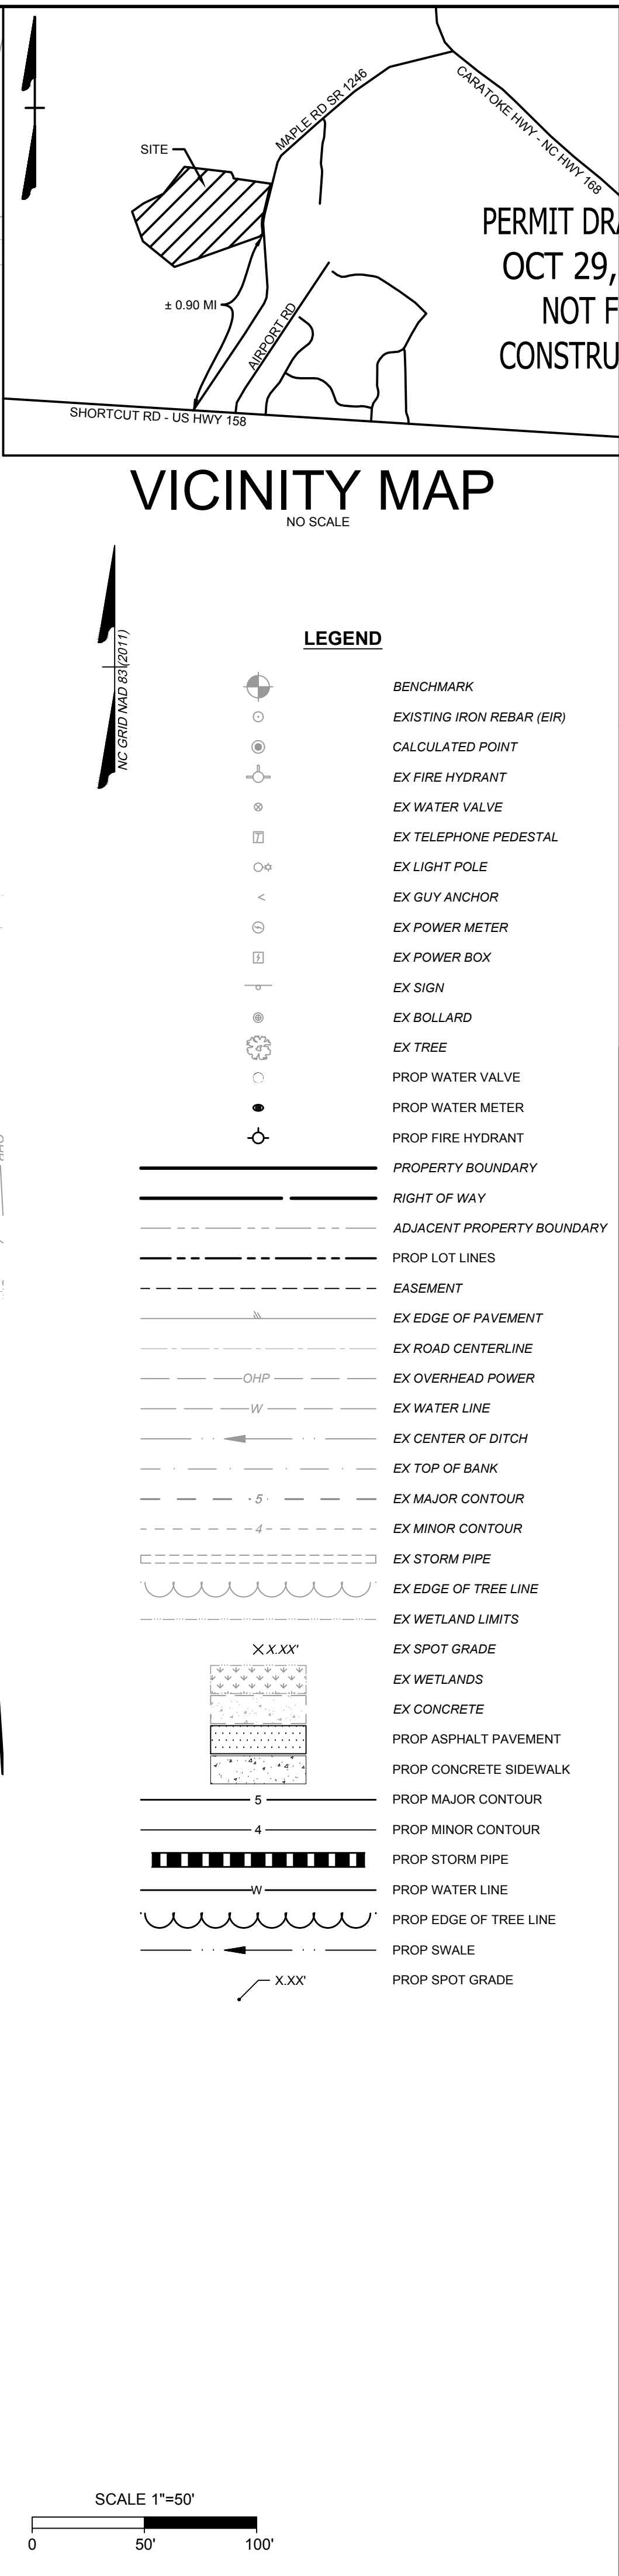 MAPLE RD SR 1246
CARATOKE HWY - NC HWY 168
SITE
PERMIT
OCT 29,
NOT
± 0.90 MI
AIRPORT RD
SHORTCUT RD - US HWY 158
VICINITY MAP
NO SCALE
NC GRID NAD 83 (2011)
LEGEND
BENCHMARK
EXISTING IRON REBAR (EIR)
CALCULATED POINT
EX FIRE HYDRANT
EX WATER VALVE
T EX TELEPHONE PEDESTAL
EX LIGHT POLE
EX GUY ANCHOR
EX POWER METER
EX POWER BOX
EX SIGN
EX BOLLARD
EX TREE
PROP WATER VALVE
PROP WATER METER
PROP FIRE HYDRANT
PROPERTY BOUNDARY
RIGHT OF WAY
ADJACENT PROPERTY BOUNDARY
PROP LOT LINES
EASEMENT
EX EDGE OF PAVEMENT
EX ROAD CENTERLINE
OHP EX OVERHEAD POWER
W EX WATER LINE
EX CENTER OF DITCH
EX TOP OF BANK
5 EX MAJOR CONTOUR
4 EX MINOR CONTOUR
EX STORM PIPE
EX EDGE OF TREE LINE
EX WETLAND LIMITS
X.XX' EX SPOT GRADE
EX WETLANDS
EX CONCRETE
PROP ASPHALT PAVEMENT
PROP CONCRETE SIDEWALK
5 PROP MAJOR CONTOUR
4 PROP MINOR CONTOUR
PROP STORM PIPE
W PROP WATER LINE
PROP EDGE OF TREE LINE
PROP SWALE
X.XX' PROP SPOT GRADE
SCALE 1"=50'
0 50' 100'